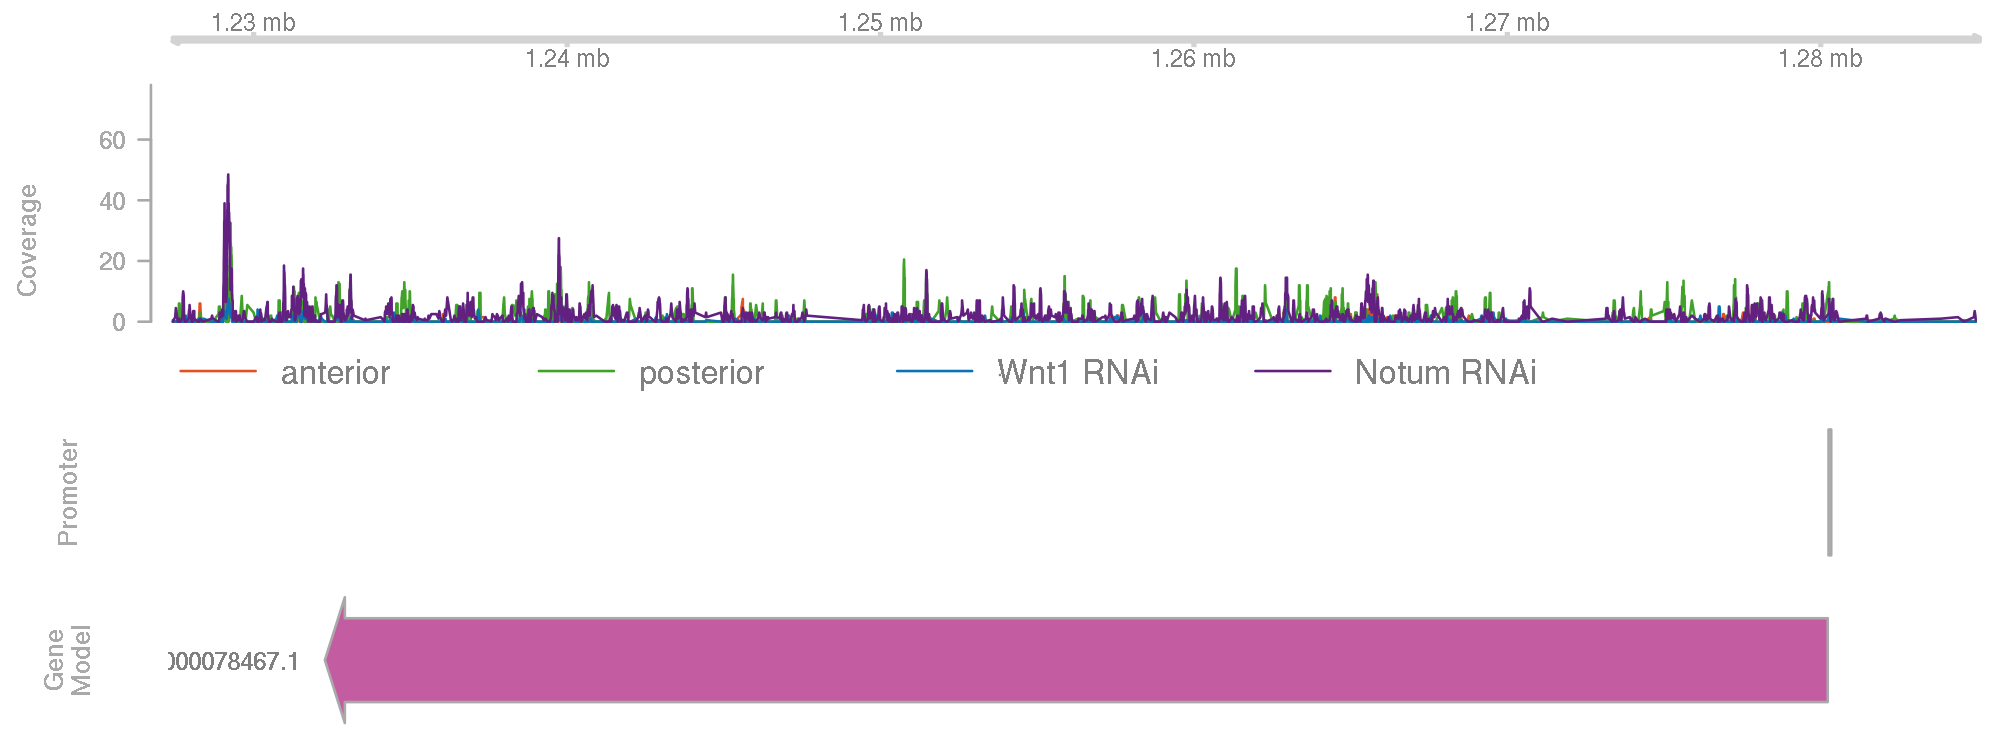 1.23 mb 1.25 mb 1.27 mb
1.24 mb 1.26 mb 1.28 mb
Coverage
60
40
20
0
anterior posterior Wnt1 RNAi Notum RNAi
Promoter
Gene
Model
000078467.1